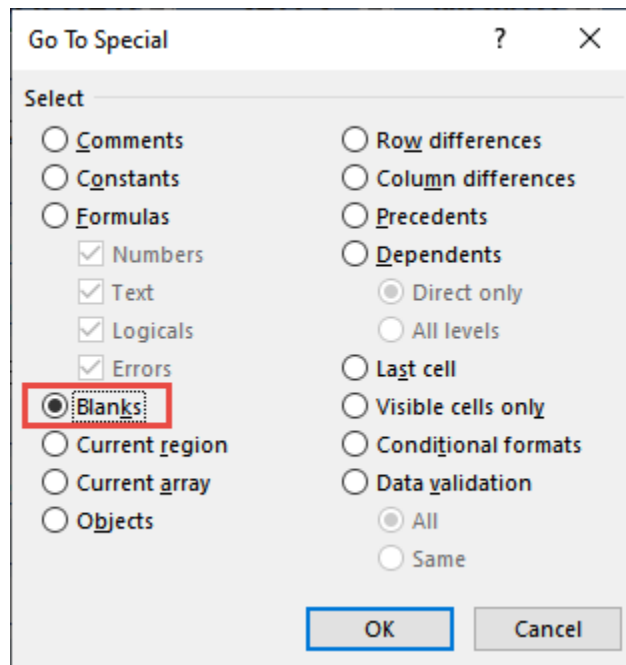 Go To Special ?
Select
Comments
Constants
Formulas
Numbers
Text
Logicals
Errors
Blanks
Current region
Current array
Objects
Row differences
Column differences
Precedents
Dependents
Direct only
All levels
Last cell
Visible cells only
Conditional formats
Data validation
All
Same
OK
Cancel